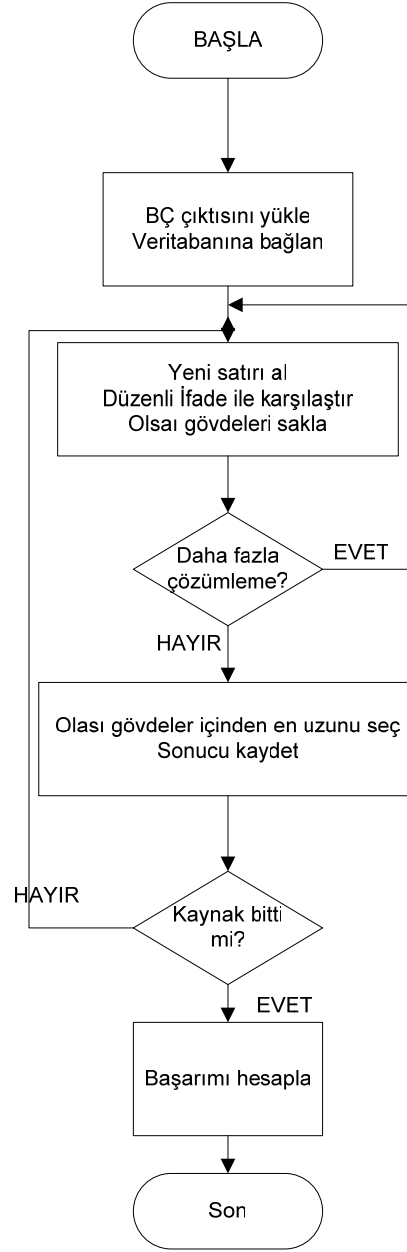 BAŞLA
BÇ çıktısını yükle
Veritabanına bağlan
Yeni satırı al
Düzenli İfade ile karşılaştır
Olsaı gövdeleri sakla
Daha fazla
çözümleme?
EVET
HAYIR
Olası gövdeler içinden en uzunu seç
Sonucu kaydet
HAYIR
Kaynak bitti
mi?
EVET
Başarımı hesapla
Son